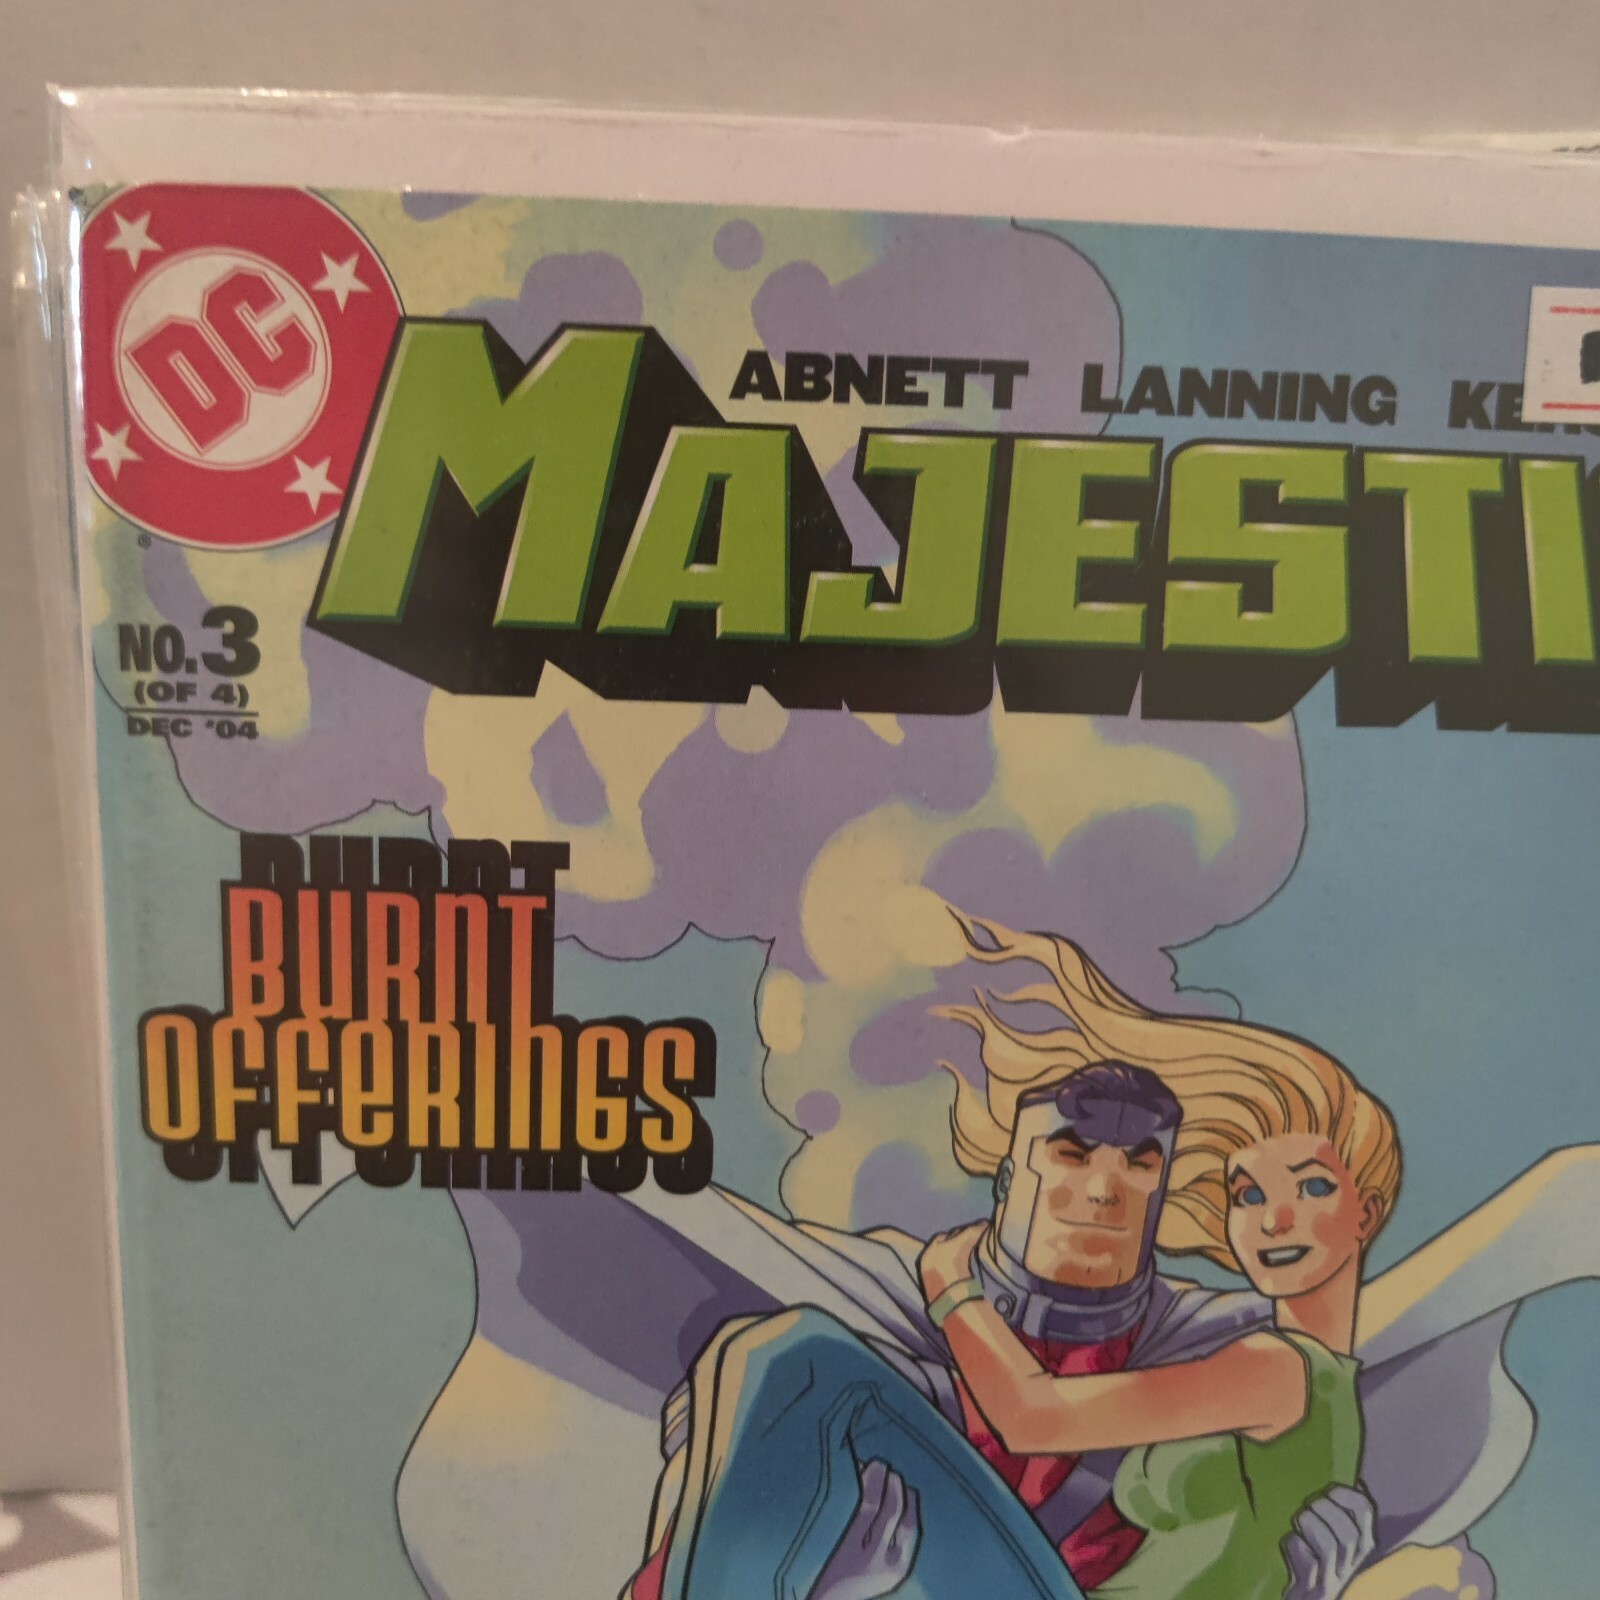 DC
ABNETT LANNING
MAJESTI
NO.3
(OF 4)
DEC '04
BURNT
OFFERINGS